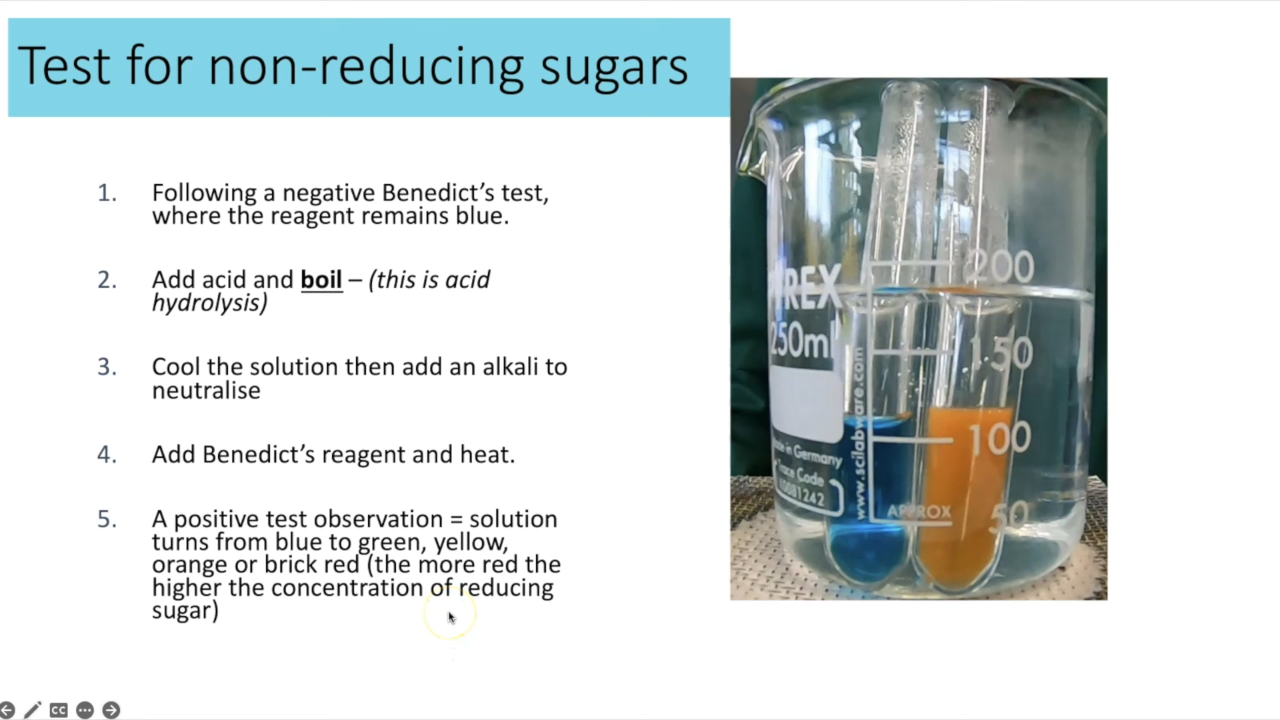 Test for non-reducing sugars
1. Following a negative Benedict's test,
where the reagent remains blue.
2. Add acid and boil – (this is acid
hydrolysis)
3. Cool the solution then add an alkali to
neutralise
4. Add Benedict's reagent and heat.
5. A positive test observation = solution
turns from blue to green, yellow,
orange or brick red (the more red the
higher the concentration of reducing
sugar)
200
250ml
150
www.scilabware.com
100
in Germany
Code
APPROX
50
CC